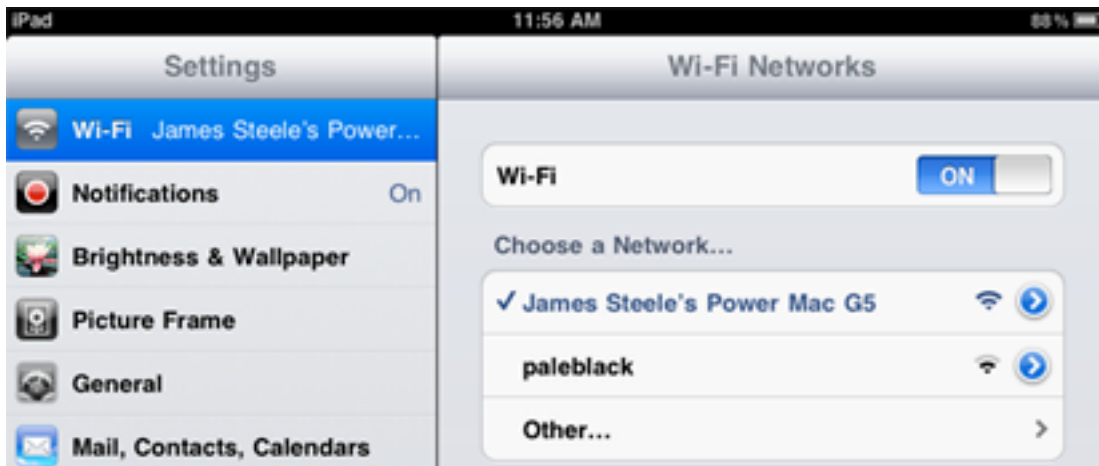 iPad 11:56 AM 88%
Settings
Wi-Fi James Steele's Power...
Notifications On
Brightness & Wallpaper
Picture Frame
General
Mail, Contacts, Calendars
Wi-Fi Networks
Wi-Fi ON
Choose a Network...
✓ James Steele's Power Mac G5
paleblack
Other...